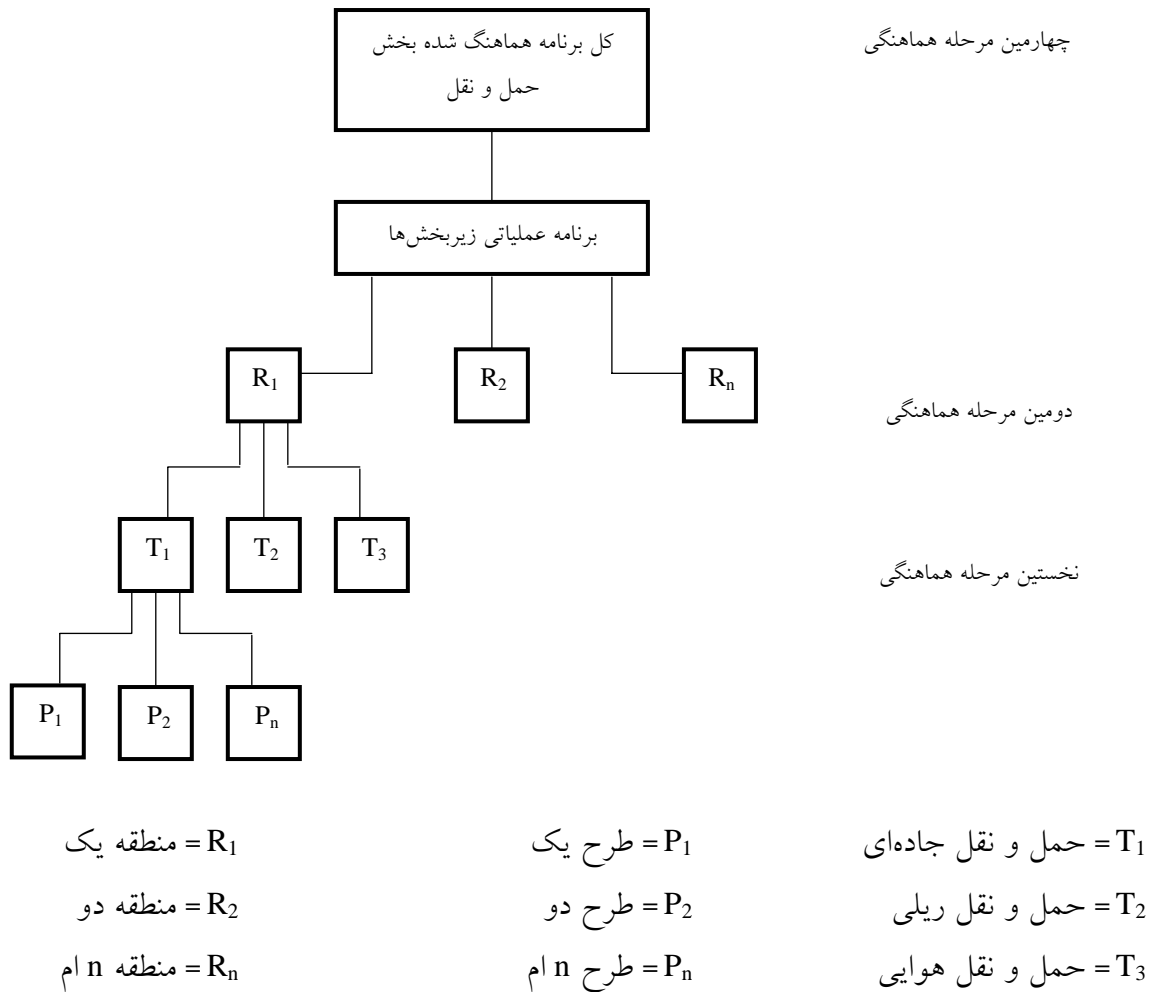 کل برنامه هماهنگ شده بخش
حمل و نقل
چهارمین مرحله هماهنگی
برنامه عملیاتی زیربخش‌ها
R₁
R₂
Rₙ
دومین مرحله هماهنگی
T₁
T₂
T₃
نخستین مرحله هماهنگی
P₁
P₂
Pₙ
T₁= حمل و نقل جاده‌ای
P₁= طرح یک
R₁= منطقه یک
T₂= حمل و نقل ریلی
P₂= طرح دو
R₂= منطقه دو
T₃= حمل و نقل هوایی
Pₙ= طرح n ام
Rₙ= منطقه n ام